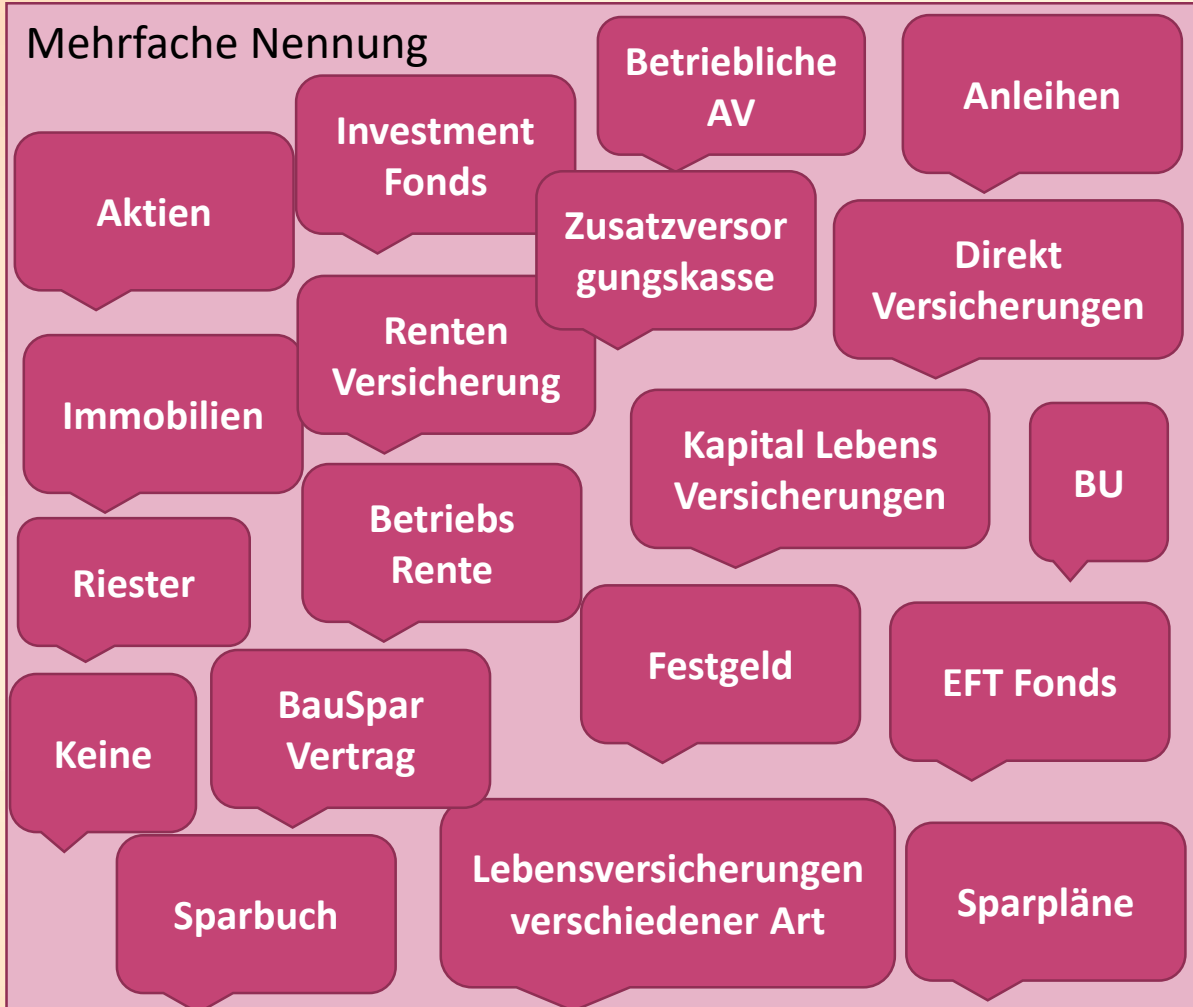 Mehrfache Nennung
Betriebliche
AV
Anleihen
Investment
Fonds
Aktien
Zusatzversor
gungskasse
Direkt
Versicherungen
Renten
Versicherung
Immobilien
Kapital Lebens
Versicherungen
BU
Betriebs
Rente
Riester
Festgeld
EFT Fonds
BauSpar
Vertrag
Keine
Lebensversicherungen
verschiedener Art
Sparpläne
Sparbuch